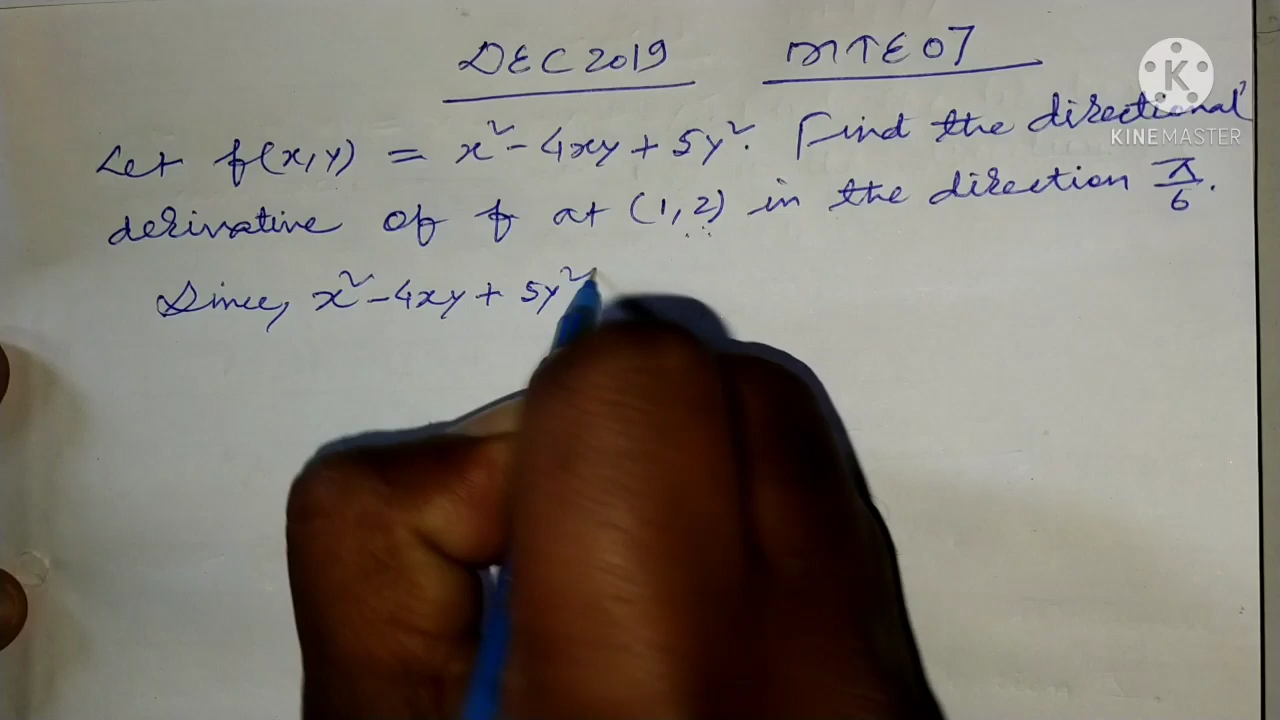 DEC 2019 MTE 07
K
KINEMASTER
Let f(x,y) = x² - 4xy + 5y². Find the directional
derivative of f at (1,2) in the direction π/6.
Since, x² - 4xy + 5y²